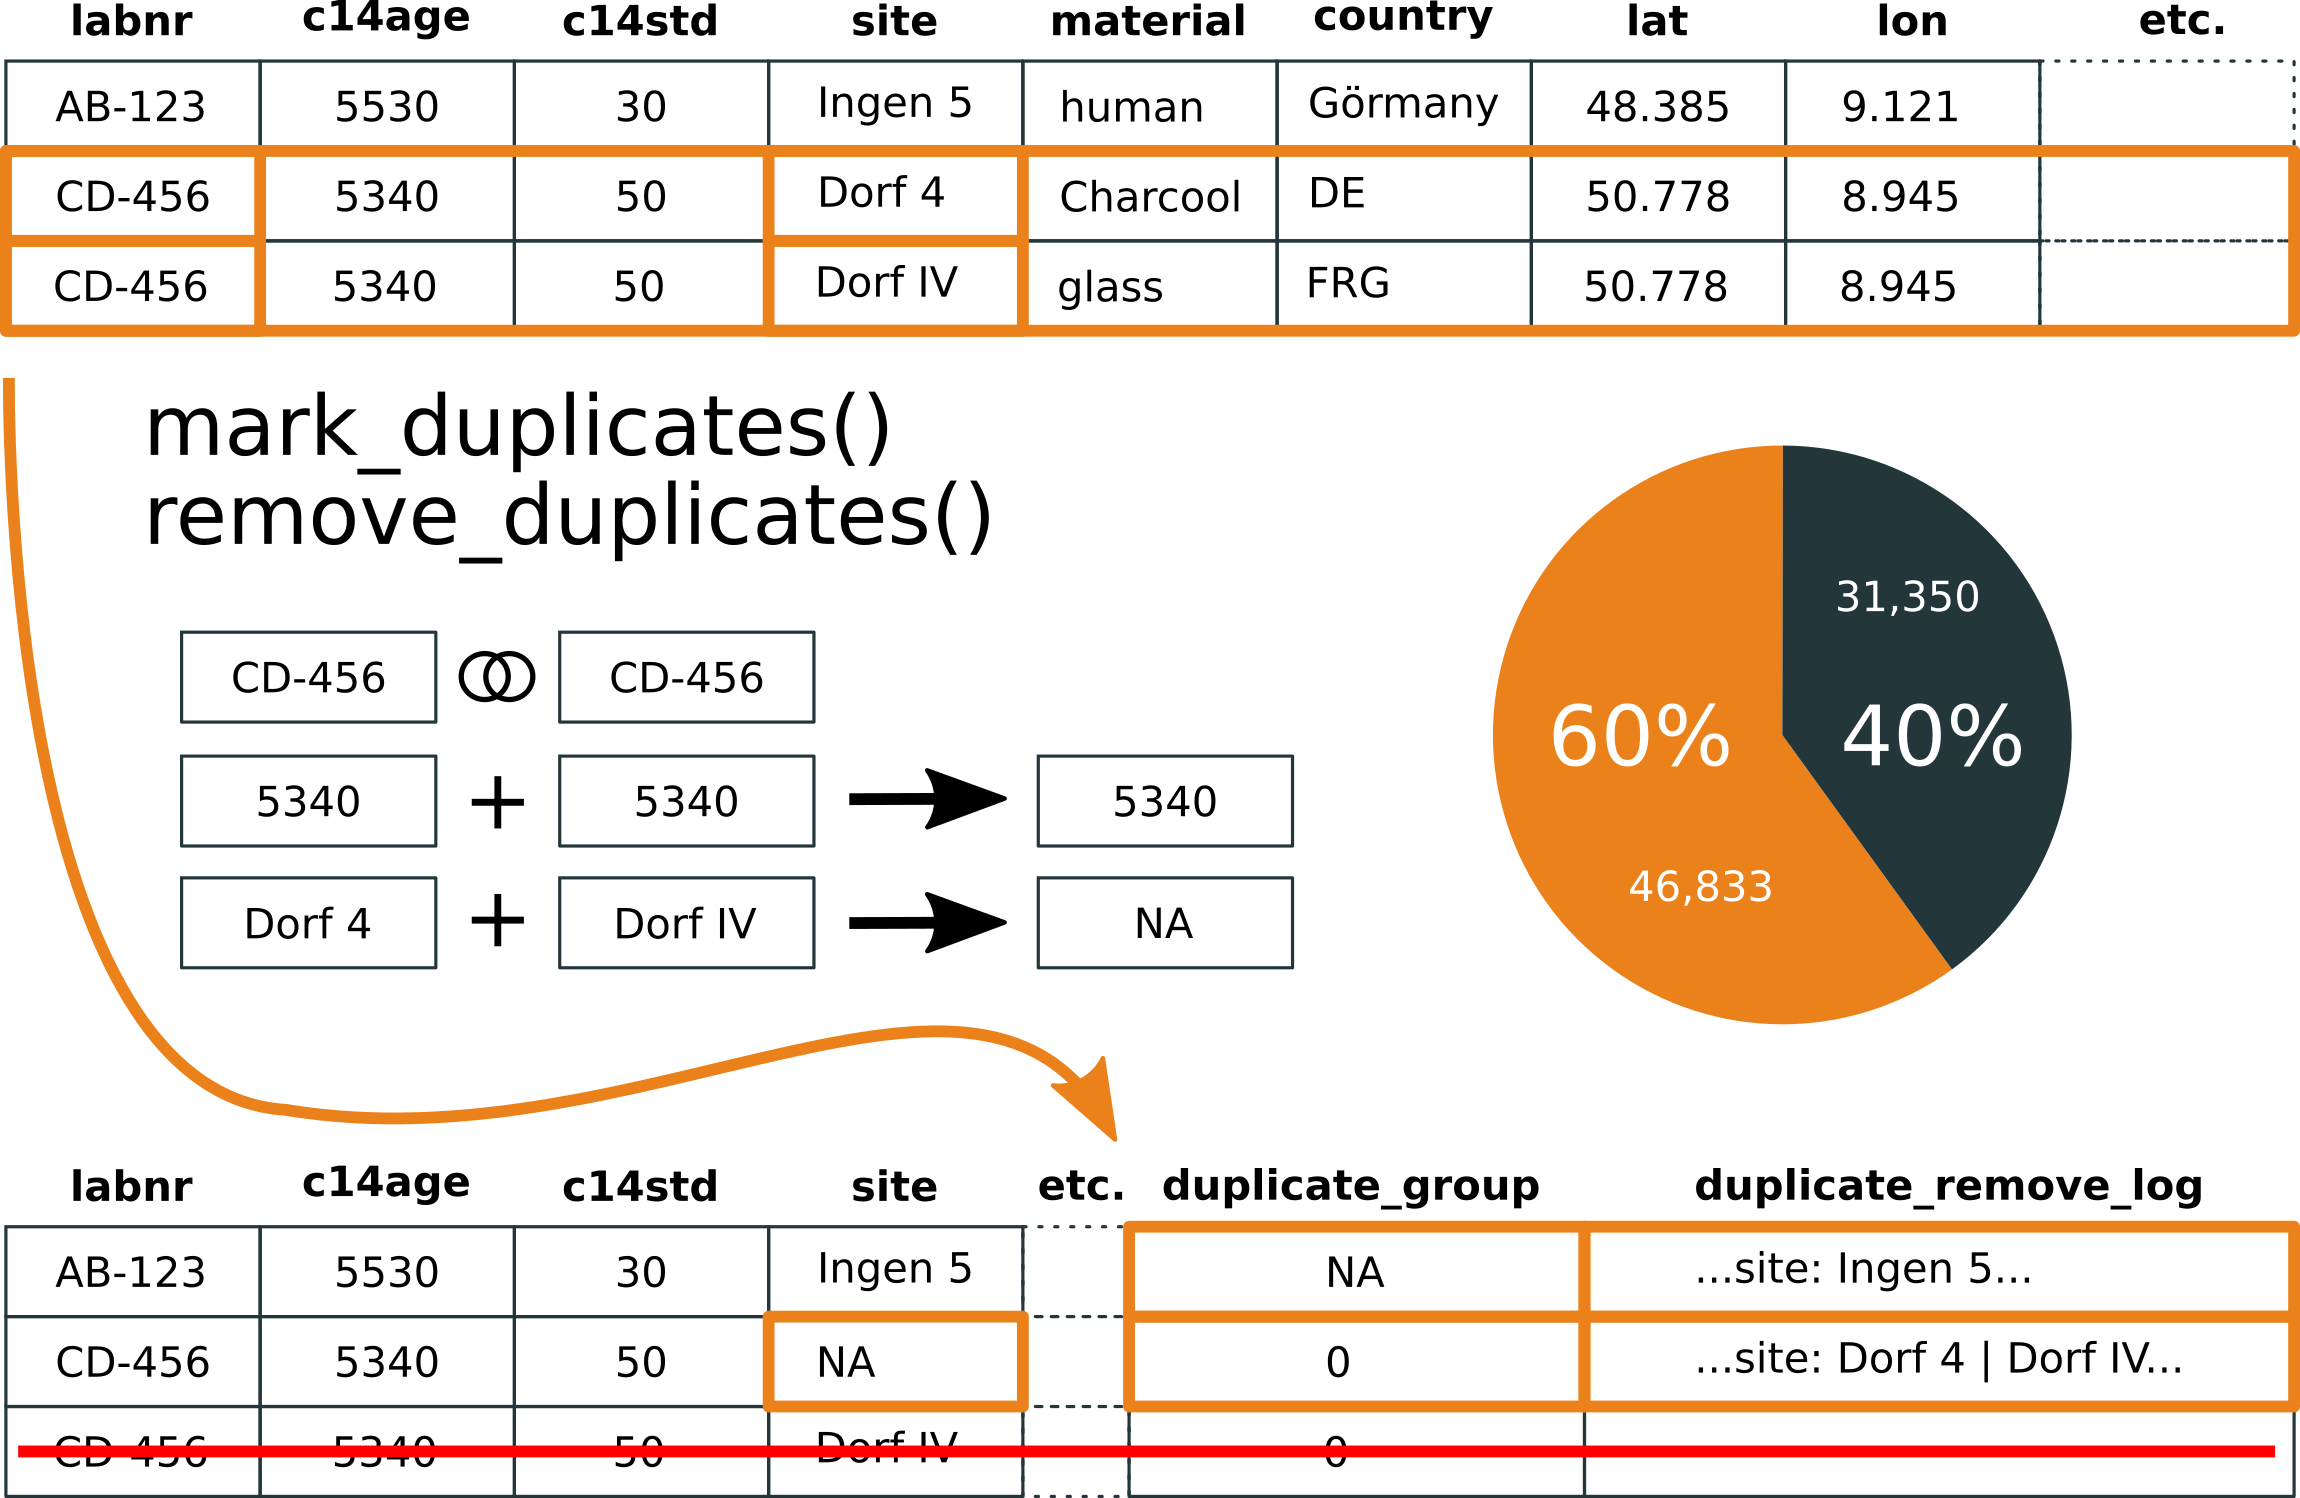 labnr c14age c14std site material country lat lon etc.
AB-123 5530 30 Ingen 5 human Görmany 48.385 9.121
CD-456 5340 50 Dorf 4 Charcool DE 50.778 8.945
CD-456 5340 50 Dorf IV glass FRG 50.778 8.945
mark_duplicates()
remove_duplicates()
CD-456 CD-456
5340 + 5340 5340
Dorf 4 + Dorf IV NA
31,350
60% 40%
46,833
labnr c14age c14std site etc. duplicate_group duplicate_remove_log
AB-123 5530 30 Ingen 5 NA ...site: Ingen 5...
CD-456 5340 50 NA 0 ...site: Dorf 4 | Dorf IV...
CD-456 5340 50 Dorf IV 0